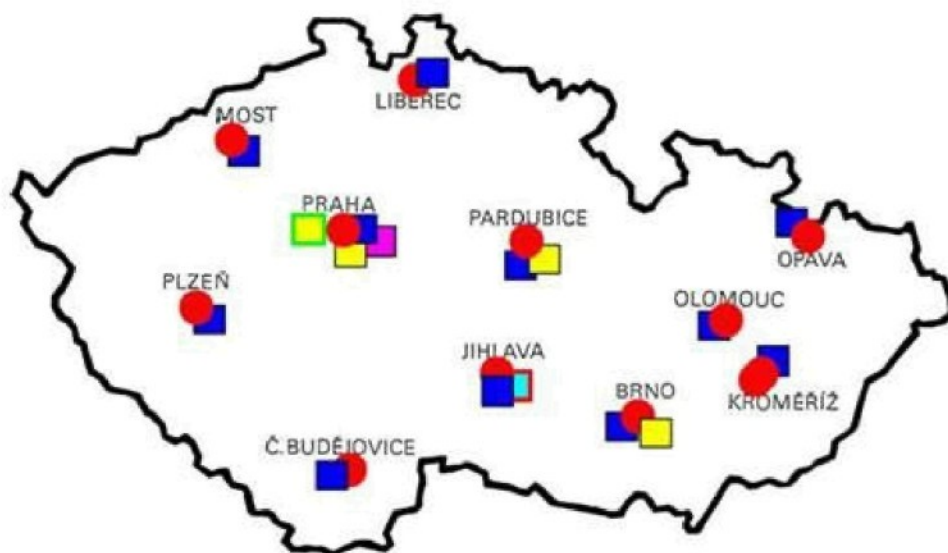 LIBEREC
MOST
PRAHA
PARDUBICE
OPAVA
PLZEŇ
OLOMOUC
JIHLAVA
BRNO
KROMĚŘÍŽ
Č.BUDĚJOVICE